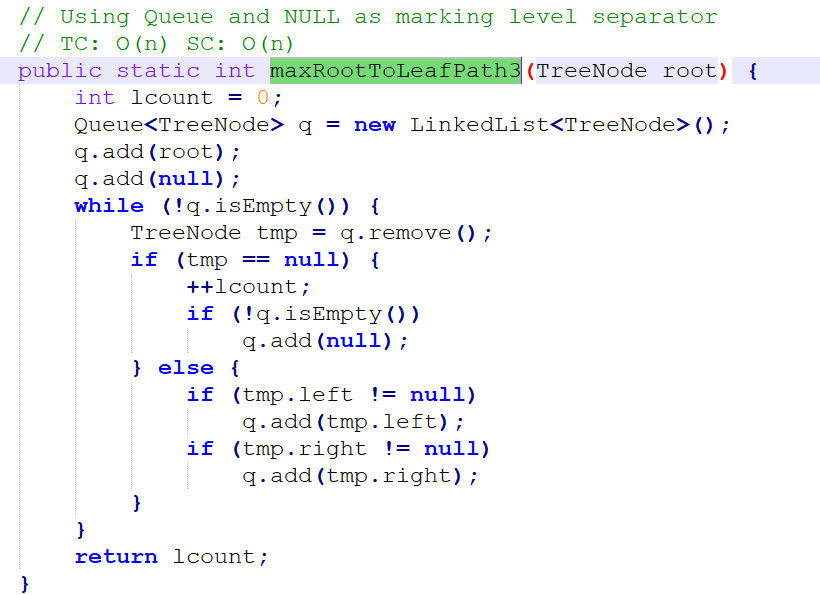 // Using Queue and NULL as marking level separator
// TC: O(n) SC: O(n)
public static int maxRootToLeafPath3(TreeNode root) {
    int lcount = 0;
    Queue<TreeNode> q = new LinkedList<TreeNode>();
    q.add(root);
    q.add(null);
    while (!q.isEmpty()) {
        TreeNode tmp = q.remove();
        if (tmp == null) {
            ++lcount;
            if (!q.isEmpty())
                q.add(null);
        } else {
            if (tmp.left != null)
                q.add(tmp.left);
            if (tmp.right != null)
                q.add(tmp.right);
        }
    }
    return lcount;
}